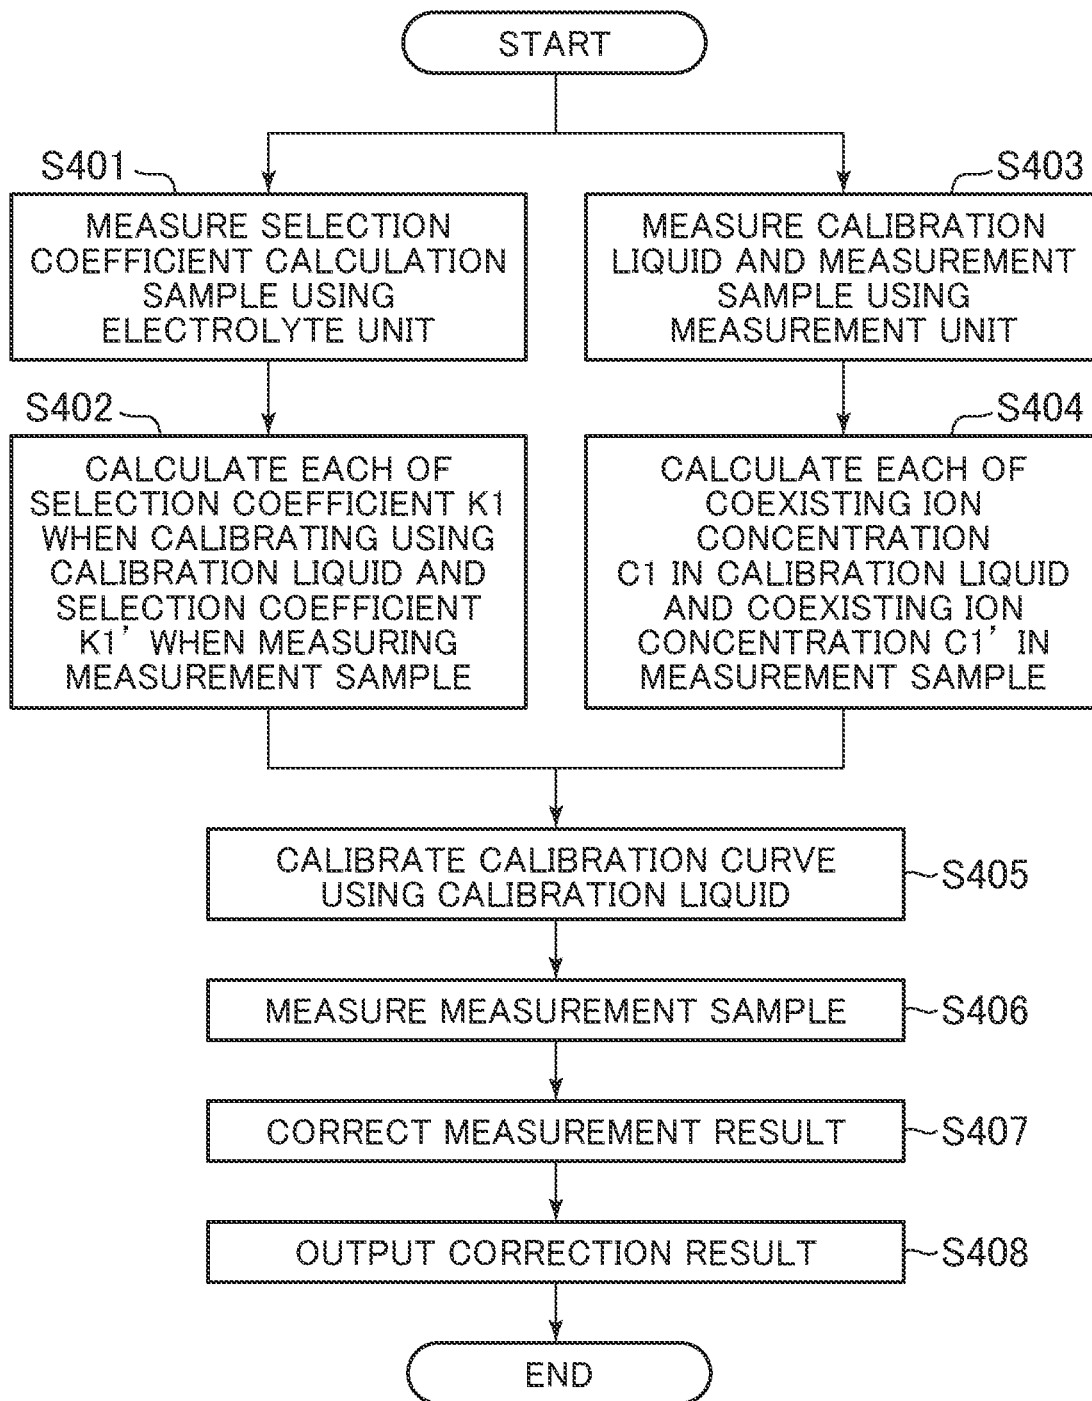 START
S401
MEASURE SELECTION
COEFFICIENT CALCULATION
SAMPLE USING
ELECTROLYTE UNIT
S403
MEASURE CALIBRATION
LIQUID AND MEASUREMENT
SAMPLE USING
MEASUREMENT UNIT
S402
CALCULATE EACH OF
SELECTION COEFFICIENT K1
WHEN CALIBRATING USING
CALIBRATION LIQUID AND
SELECTION COEFFICIENT
K1' WHEN MEASURING
MEASUREMENT SAMPLE
S404
CALCULATE EACH OF
COEXISTING ION
CONCENTRATION
C1 IN CALIBRATION LIQUID
AND COEXISTING ION
CONCENTRATION C1' IN
MEASUREMENT SAMPLE
CALIBRATE CALIBRATION CURVE
USING CALIBRATION LIQUID
S405
MEASURE MEASUREMENT SAMPLE
S406
CORRECT MEASUREMENT RESULT
S407
OUTPUT CORRECTION RESULT
S408
END